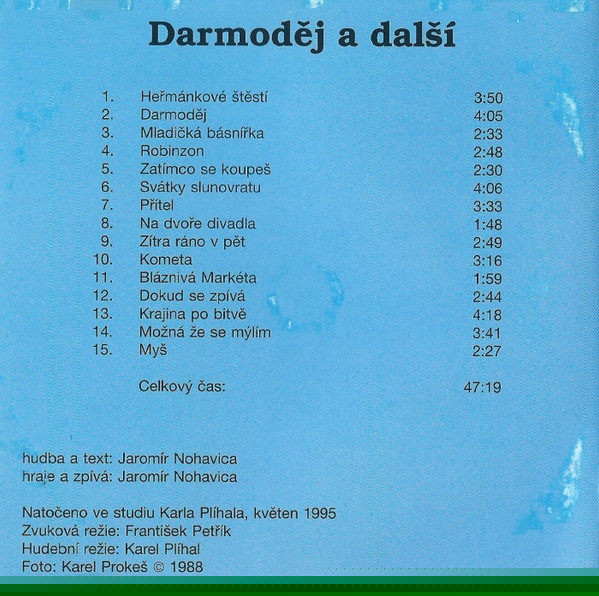 Darmoděj a další
1. Heřmánkové štěstí 3:50
2. Darmoděj 4:05
3. Mladičká básnířka 2:33
4. Robinzon 2:48
5. Zatímco se koupeš 2:30
6. Svátky slunovratu 4:06
7. Přítel 3:33
8. Na dvoře divadla 1:48
9. Zítra ráno v pět 2:49
10. Kometa 3:16
11. Bláznivá Markéta 1:59
12. Dokud se zpívá 2:44
13. Krajina po bitvě 4:18
14. Možná že se mýlím 3:41
15. Myš 2:27
Celkový čas: 47:19
hudba a text: Jaromír Nohavica
hraje a zpívá: Jaromír Nohavica
Natočeno ve studiu Karla Plíhala, květen 1995
Zvuková režie: František Petřík
Hudební režie: Karel Plíhal
Foto: Karel Prokeš © 1988